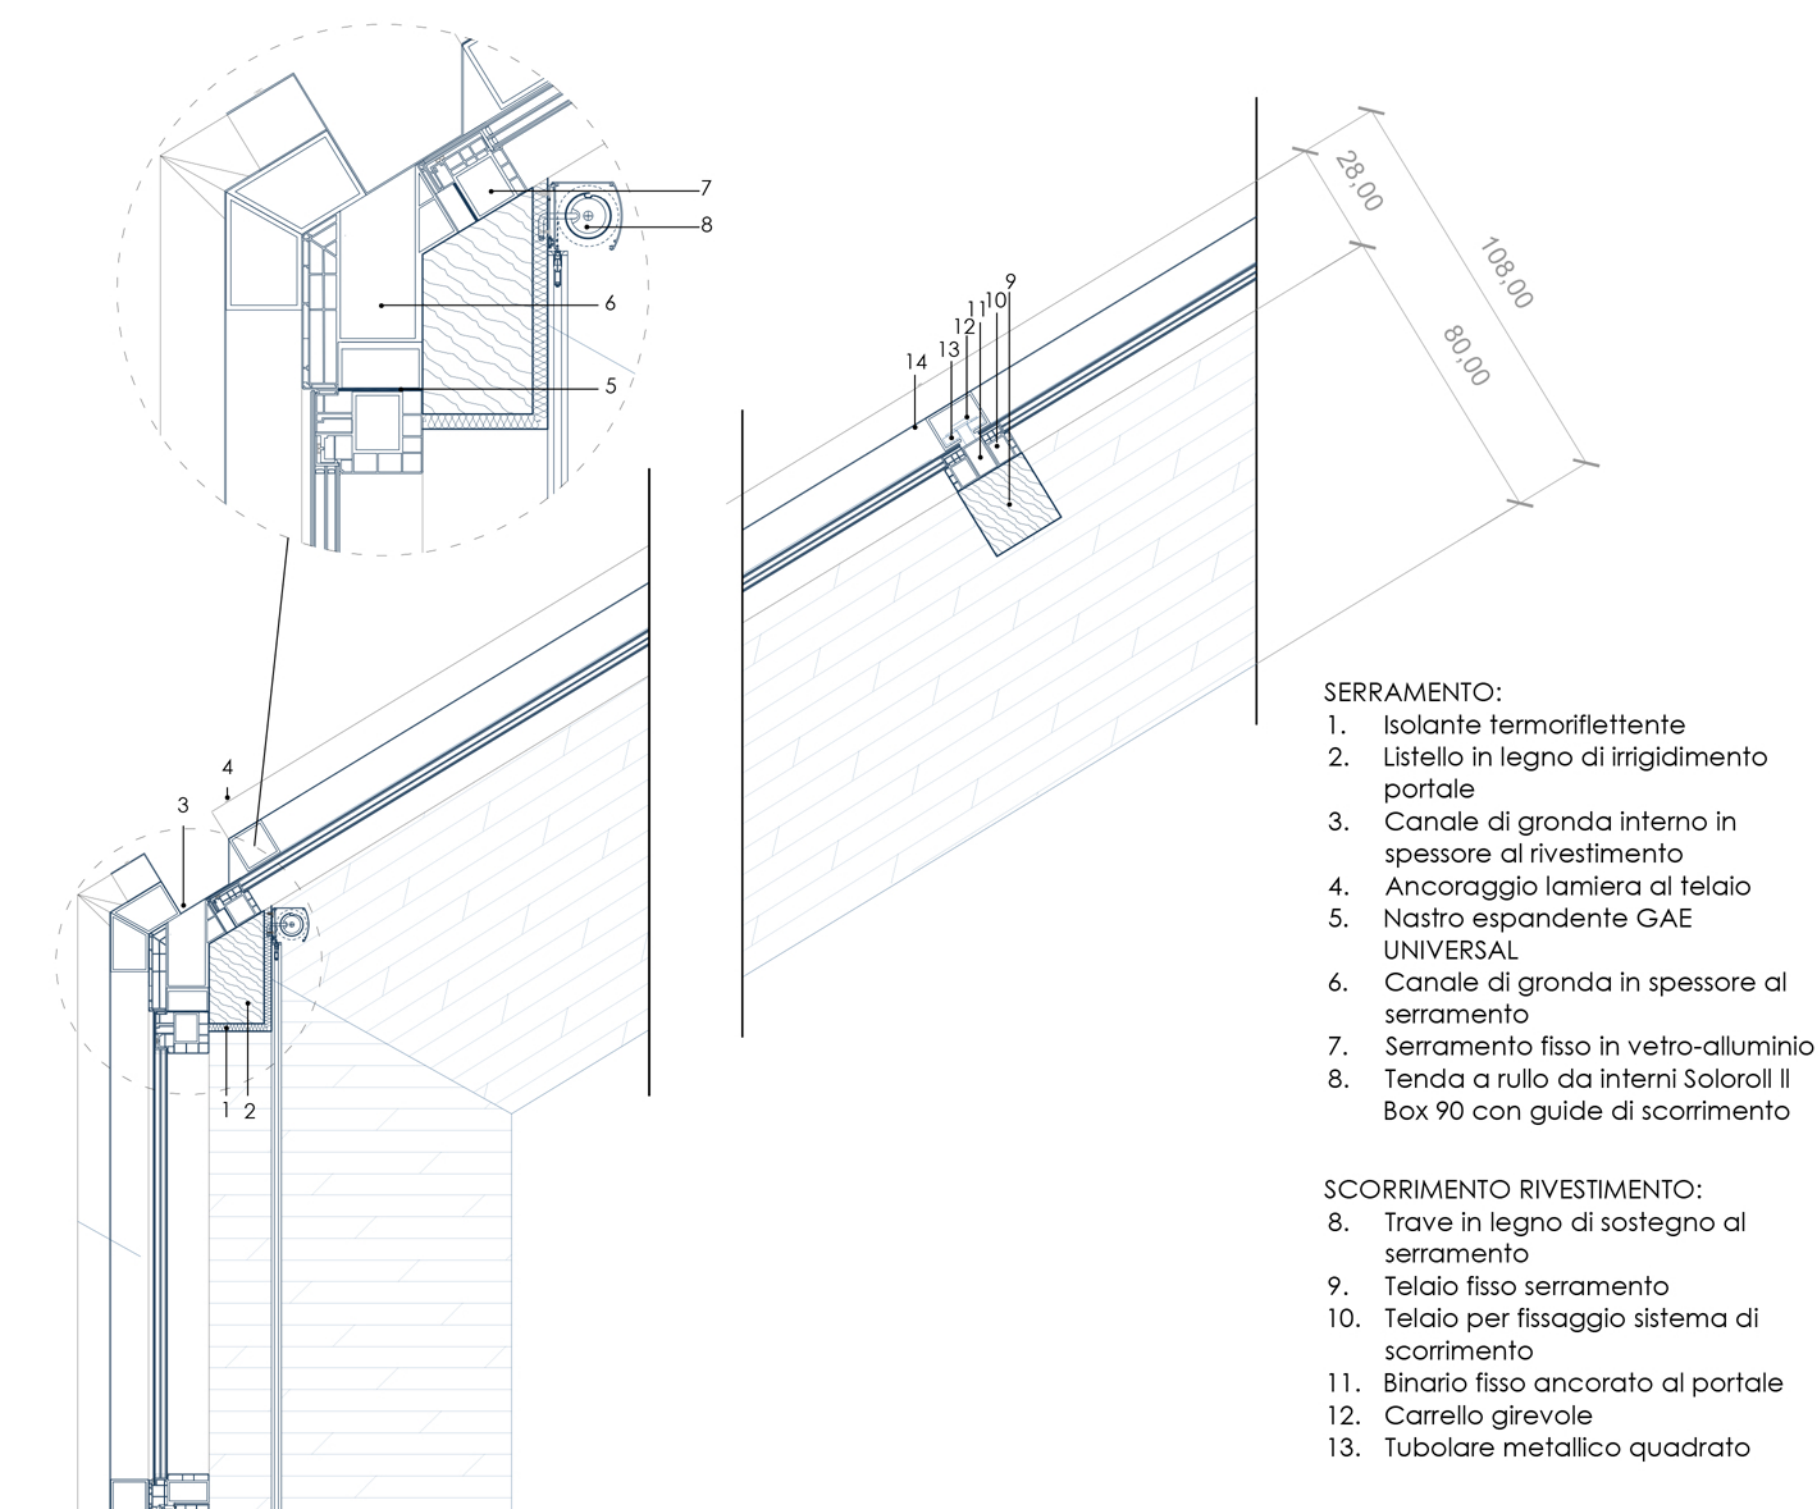 7
8
6
5
9
10
11
12
13
14
28,00
108,00
80,00
4
3
1
2
SERRAMENTO:
1. Isolante termoriflettente
2. Listello in legno di irrigidimento
portale
3. Canale di gronda interno in
spessore al rivestimento
4. Ancoraggio lamiera al telaio
5. Nastro espandente GAE
UNIVERSAL
6. Canale di gronda in spessore al
serramento
7. Serramento fisso in vetro-alluminio
8. Tenda a rullo da interni Soloroll II
Box 90 con guide di scorrimento
SCORRIMENTO RIVESTIMENTO:
8. Trave in legno di sostegno al
serramento
9. Telaio fisso serramento
10. Telaio per fissaggio sistema di
scorrimento
11. Binario fisso ancorato al portale
12. Carrello girevole
13. Tubolare metallico quadrato